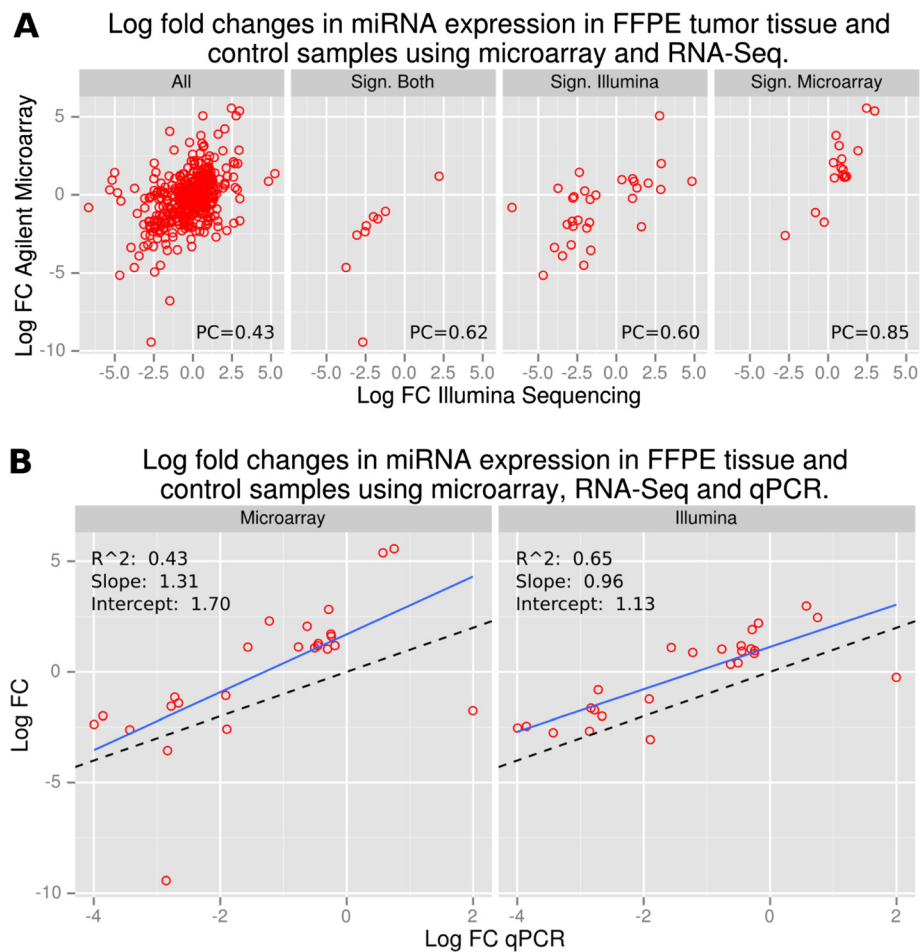 A
Log fold changes in miRNA expression in FFPE tumor tissue and
control samples using microarray and RNA-Seq.
All
Sign. Both
Sign. Illumina
Sign. Microarray
Log FC Agilent Microarray
5
0
-5
-10
PC=0.43
PC=0.62
PC=0.60
PC=0.85
-5.0 -2.5 0.0 2.5 5.0
-5.0 -2.5 0.0 2.5 5.0
-5.0 -2.5 0.0 2.5 5.0
-5.0 -2.5 0.0 2.5 5.0
Log FC Illumina Sequencing
B
Log fold changes in miRNA expression in FFPE tissue and
control samples using microarray, RNA-Seq and qPCR.
Microarray
Illumina
Log FC
5
0
-5
-10
R^2: 0.43
Slope: 1.31
Intercept: 1.70
R^2: 0.65
Slope: 0.96
Intercept: 1.13
-4 -2 0 2
-4 -2 0 2
Log FC qPCR